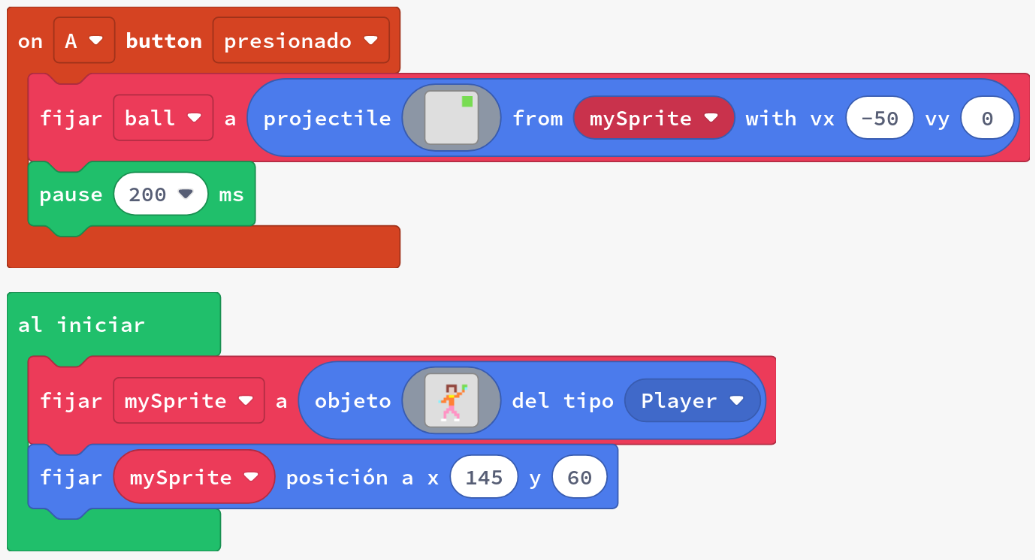 on A button presionado
fijar ball a projectile from mySprite with vx -50 vy 0
pause 200 ms
al iniciar
fijar mySprite a objeto del tipo Player
fijar mySprite posición a x 145 y 60